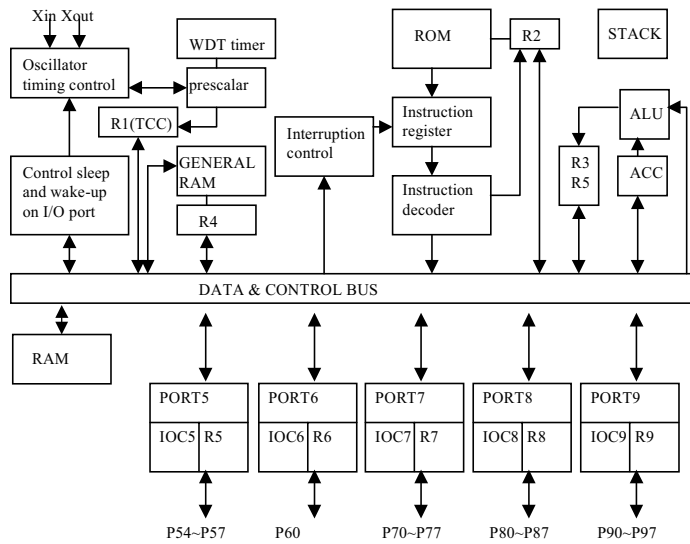 Xin Xout
WDT timer
ROM
R2
STACK
Oscillator
timing control
prescalar
R1(TCC)
Interruption
control
Instruction
register
ALU
Control sleep
and wake-up
on I/O port
GENERAL
RAM
R4
Instruction
decoder
R3
R5
ACC
DATA & CONTROL BUS
RAM
PORT5
PORT6
PORT7
PORT8
PORT9
IOC5 R5
IOC6 R6
IOC7 R7
IOC8 R8
IOC9 R9
P54~P57
P60
P70~P77
P80~P87
P90~P97